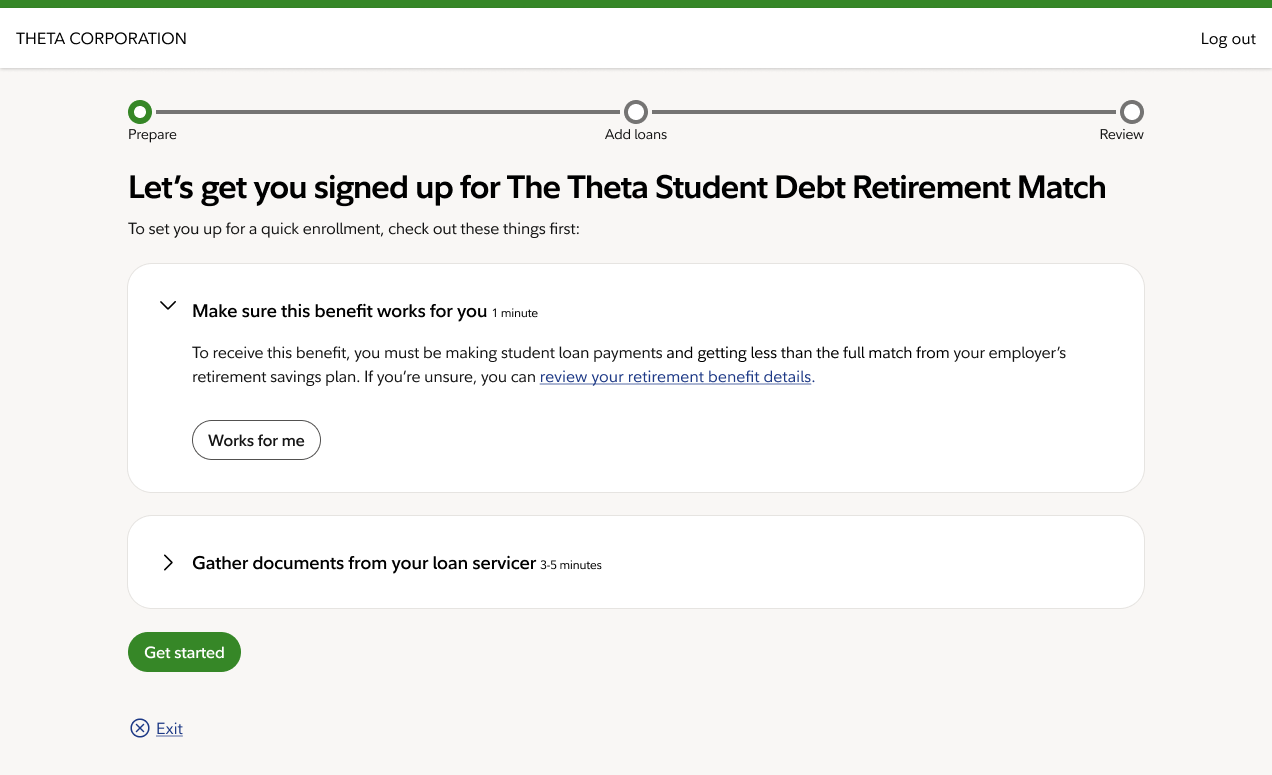 THETA CORPORATION
Log out
Prepare
Add loans
Review
Let’s get you signed up for The Theta Student Debt Retirement Match
To set you up for a quick enrollment, check out these things first:
Make sure this benefit works for you 1 minute
To receive this benefit, you must be making student loan payments and getting less than the full match from your employer’s
retirement savings plan. If you’re unsure, you can review your retirement benefit details.
Works for me
Gather documents from your loan servicer 3-5 minutes
Get started
Exit